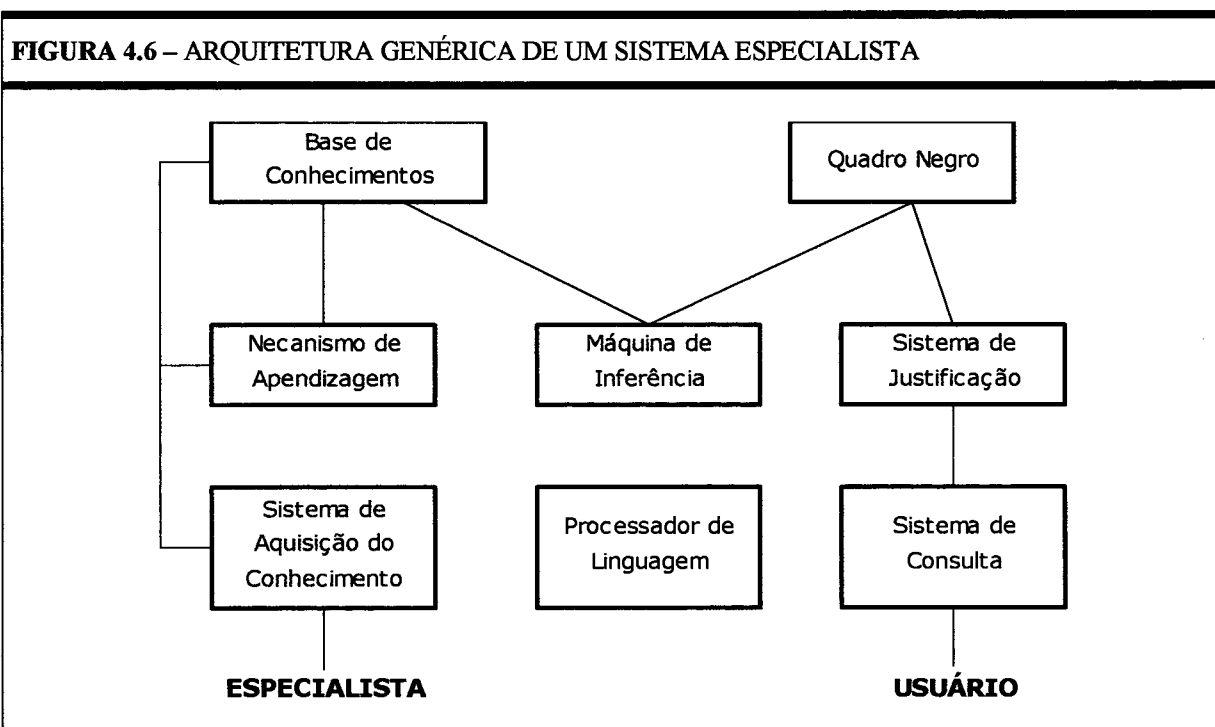 FIGURA 4.6 – ARQUITETURA GENÉRICA DE UM SISTEMA ESPECIALISTA
Base de
Conhecimentos
Quadro Negro
Necanismo de
Apendizagem
Máquina de
Inferência
Sistema de
Justificação
Sistema de
Aquisição do
Conhecimento
Processador de
Linguagem
Sistema de
Consulta
ESPECIALISTA
USUÁRIO